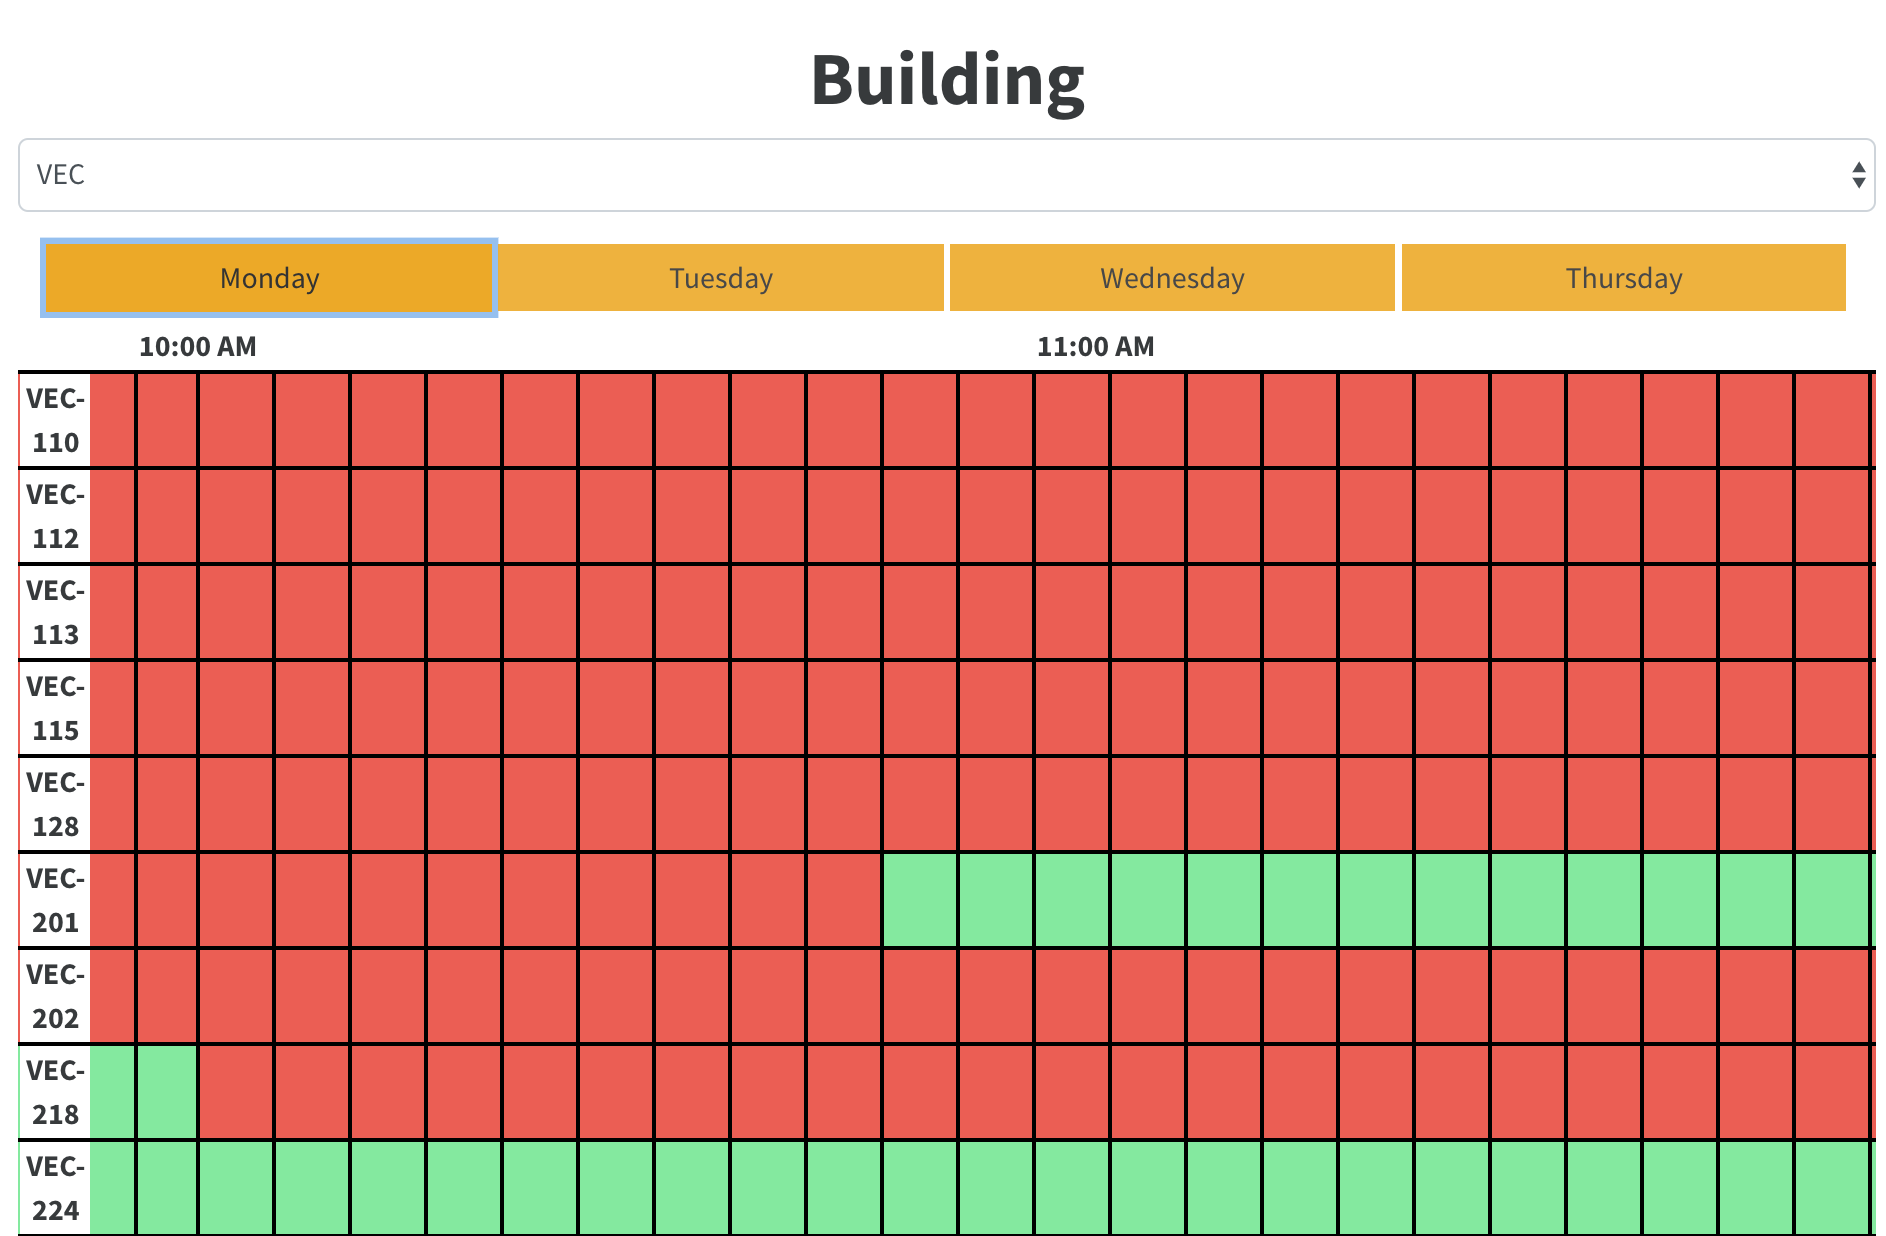 Building
VEC
Monday Tuesday Wednesday Thursday
10:00 AM 11:00 AM
VEC-
110
VEC-
112
VEC-
113
VEC-
115
VEC-
128
VEC-
201
VEC-
202
VEC-
218
VEC-
224